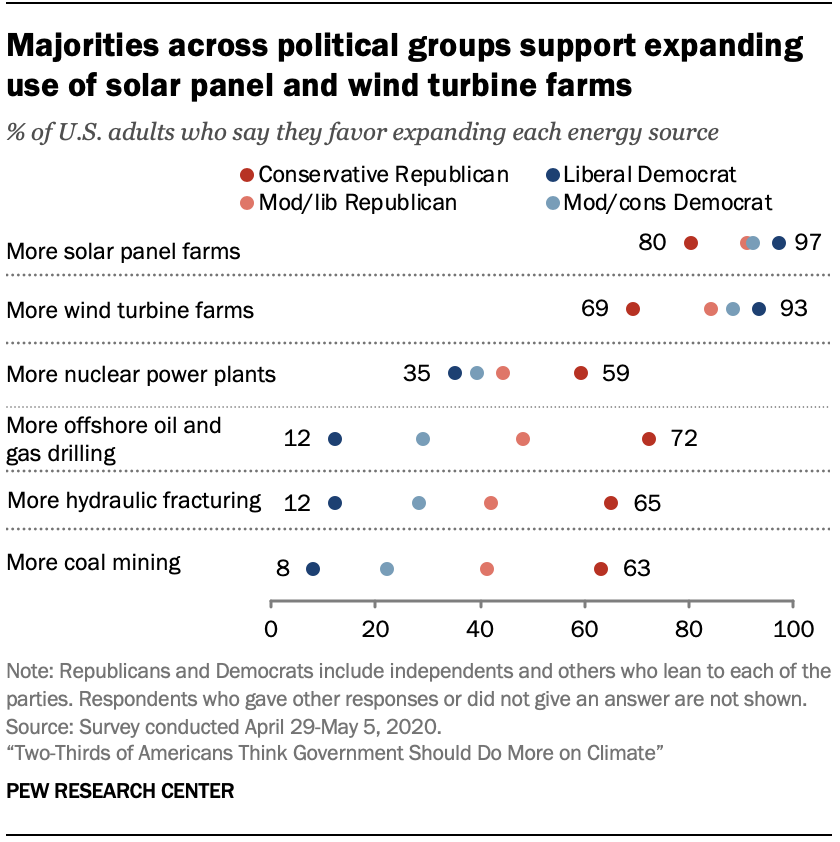 Majorities across political groups support expanding
use of solar panel and wind turbine farms
% of U.S. adults who say they favor expanding each energy source
Conservative Republican
Liberal Democrat
Mod/lib Republican
Mod/cons Democrat
More solar panel farms 80 97
More wind turbine farms 69 93
More nuclear power plants 35 59
More offshore oil and
gas drilling 12 72
More hydraulic fracturing 12 65
More coal mining 8 63
0 20 40 60 80 100
Note: Republicans and Democrats include independents and others who lean to each of the
parties. Respondents who gave other responses or did not give an answer are not shown.
Source: Survey conducted April 29-May 5, 2020.
“Two-Thirds of Americans Think Government Should Do More on Climate”
PEW RESEARCH CENTER